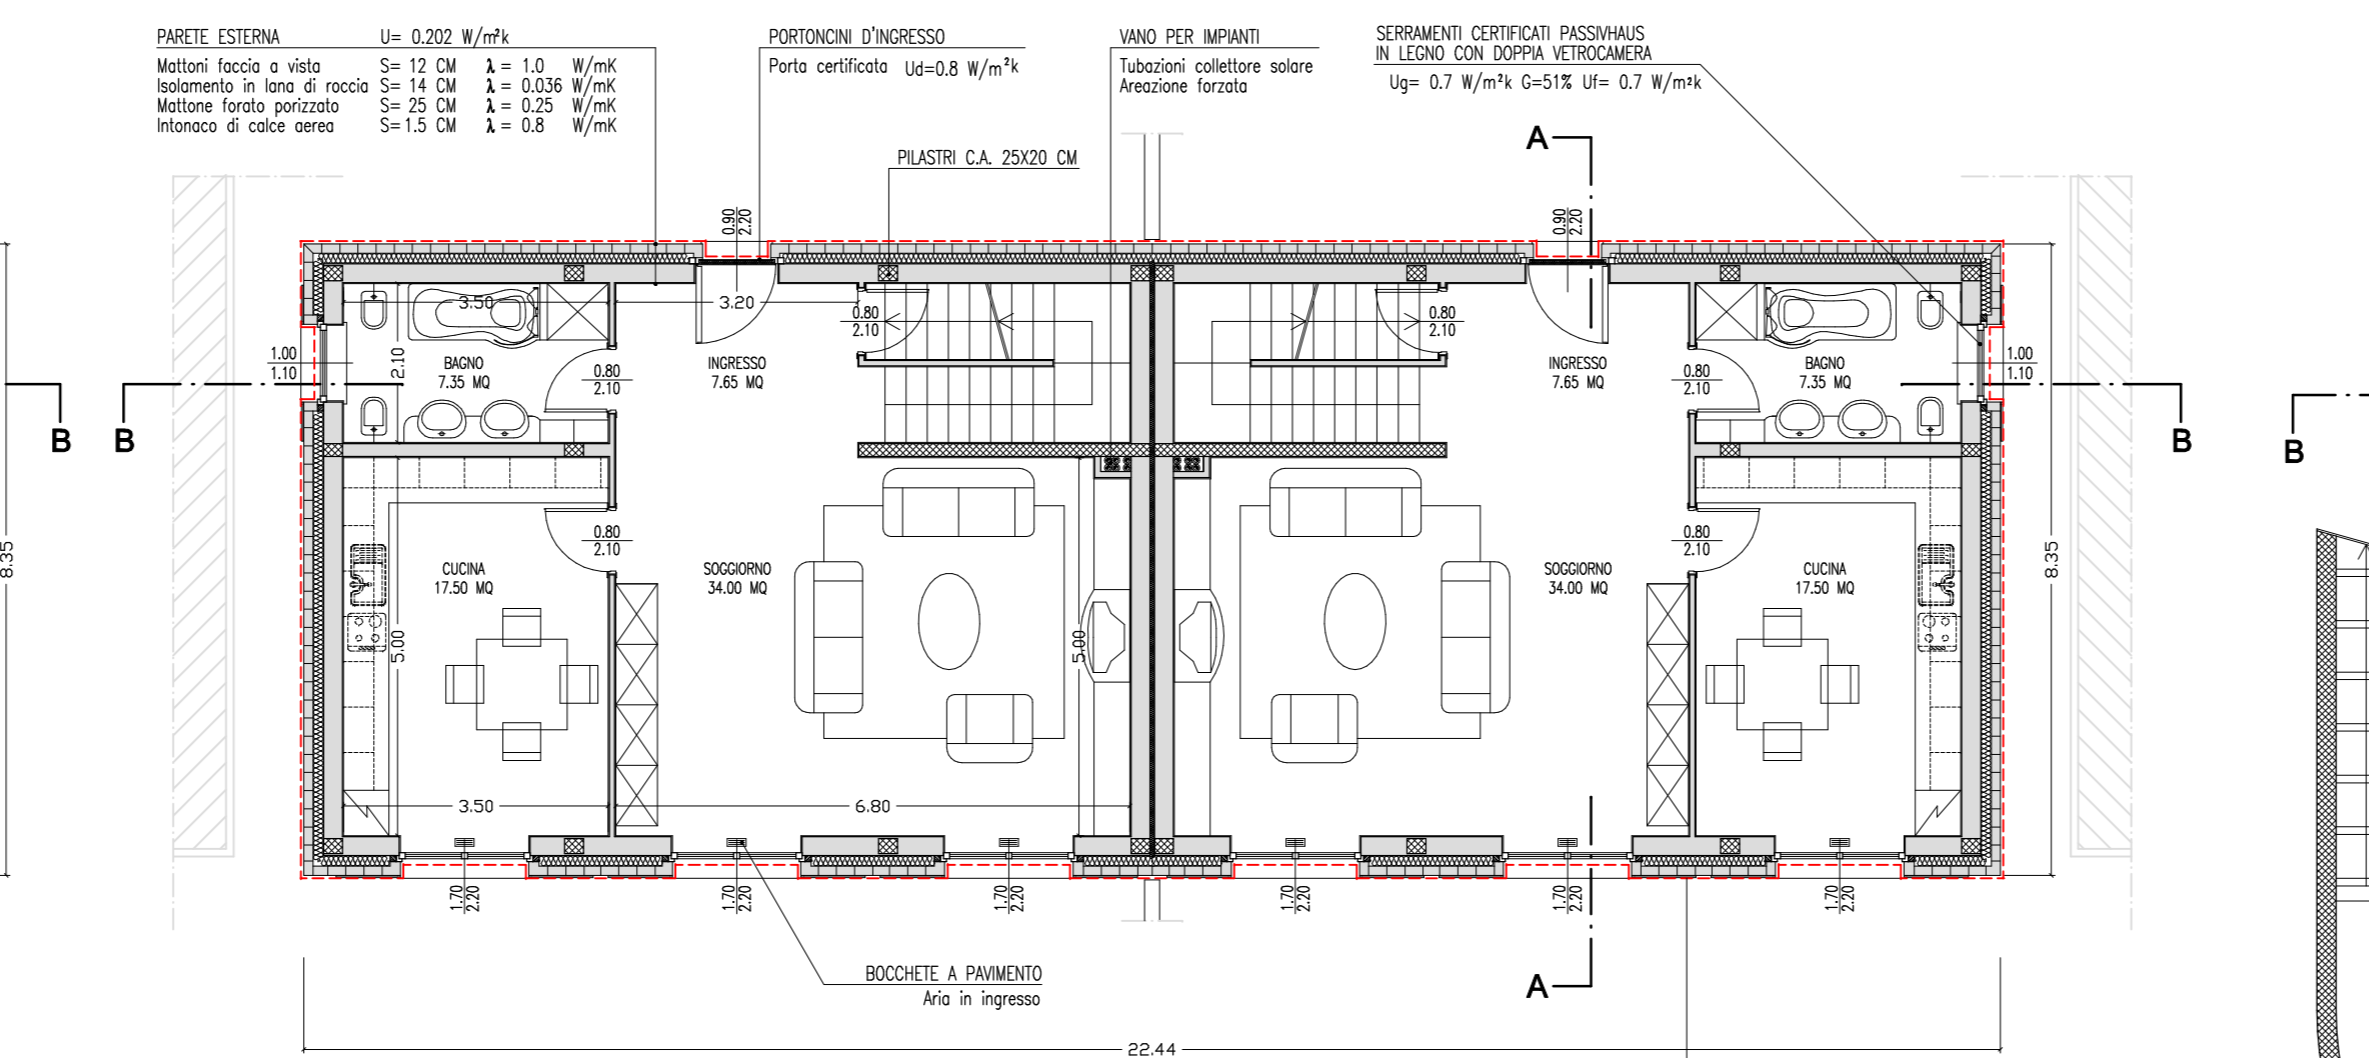 PARETE ESTERNA U= 0.202 W/m²k
Mattoni faccia a vista S= 12 CM λ = 1.0 W/mK
Isolamento in lana di roccia S= 14 CM λ = 0.036 W/mK
Mattone forato porizzato S= 25 CM λ = 0.25 W/mK
Intonaco di calce aerea S=1.5 CM λ = 0.8 W/mK
PORTONCINI D'INGRESSO
Porta certificata Ud=0.8 W/m²k
VANO PER IMPIANTI
Tubazioni collettore solare
Areazione forzata
SERRAMENTI CERTIFICATI PASSIVHAUS
IN LEGNO CON DOPPIA VETROCAMERA
Ug= 0.7 W/m²k G=51% Uf= 0.7 W/m²k
PILASTRI C.A. 25X20 CM
A
0.90
2.20
0.90
2.20
3.50
3.20
0.80
2.10
0.80
2.10
1.00
1.10
2.10
BAGNO
7.35 MQ
0.80
2.10
INGRESSO
7.65 MQ
INGRESSO
7.65 MQ
0.80
2.10
BAGNO
7.35 MQ
1.00
1.10
B
B
B
B
8.35
0.80
2.10
0.80
2.10
CUCINA
17.50 MQ
SOGGIORNO
34.00 MQ
SOGGIORNO
34.00 MQ
CUCINA
17.50 MQ
8.35
5.00
5.00
3.50
6.80
1.70
2.20
1.70
2.20
1.70
2.20
1.70
2.20
1.70
2.20
1.70
2.20
BOCCHETE A PAVIMENTO
Aria in ingresso
A
22.44